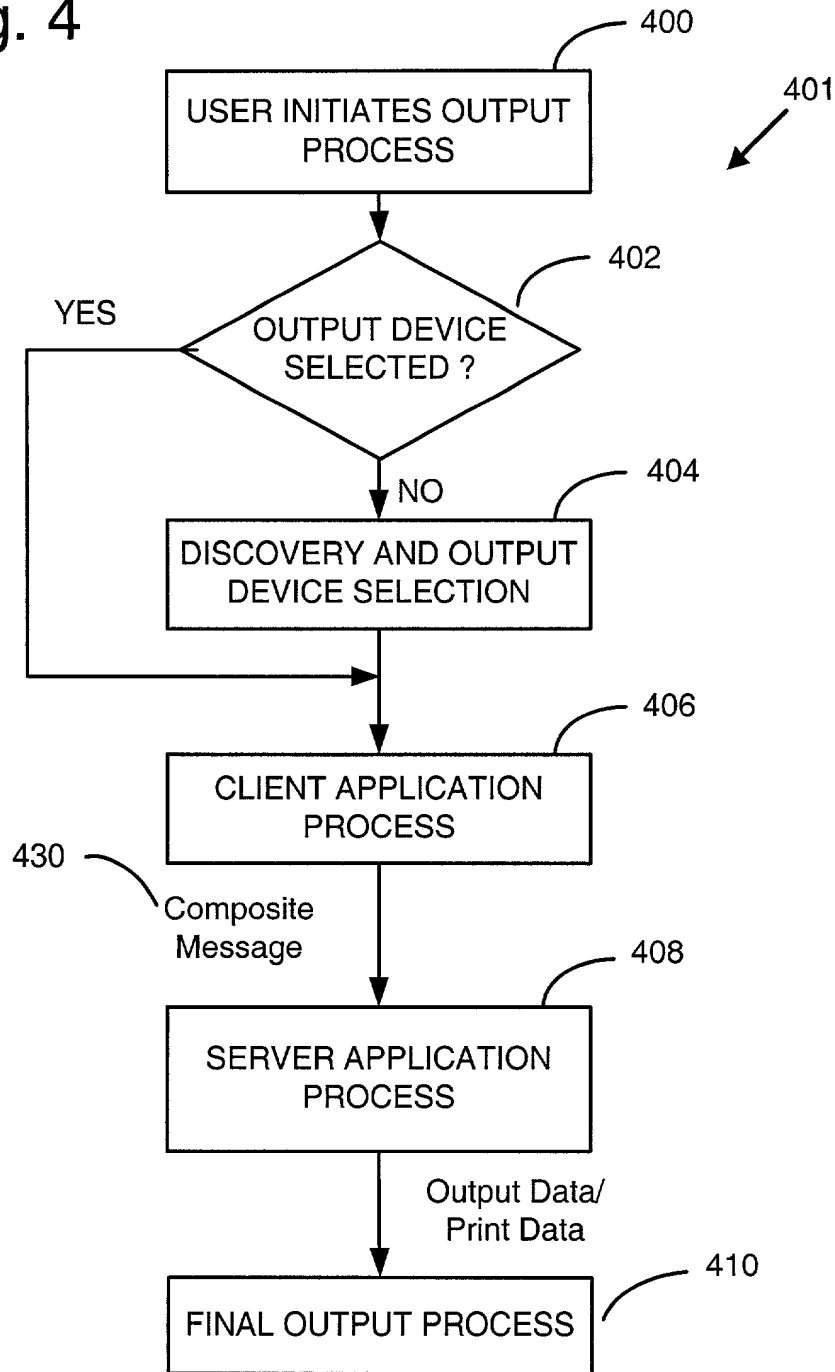 g. 4
400
401
USER INITIATES OUTPUT
PROCESS
402
YES
OUTPUT DEVICE
SELECTED ?
NO
404
DISCOVERY AND OUTPUT
DEVICE SELECTION
406
CLIENT APPLICATION
PROCESS
430
Composite
Message
408
SERVER APPLICATION
PROCESS
Output Data/
Print Data
410
FINAL OUTPUT PROCESS